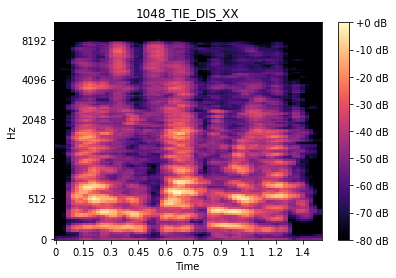 1048_TIE_DIS_XX
+0 dB
8192
-10 dB
4096
-20 dB
-30 dB
2048
Hz
-40 dB
1024
-50 dB
512
-60 dB
-70 dB
0
-80 dB
0 0.15 0.3 0.45 0.6 0.75 0.9 1.1 1.2 1.4
Time